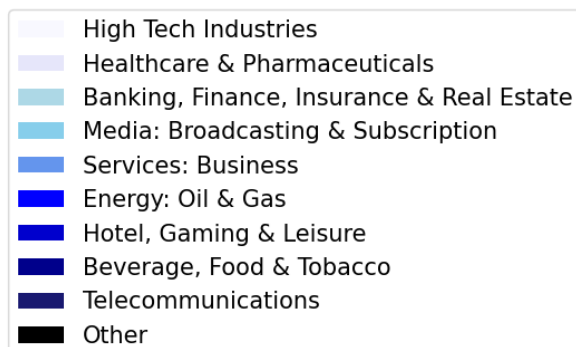 High Tech Industries
Healthcare & Pharmaceuticals
Banking, Finance, Insurance & Real Estate
Media: Broadcasting & Subscription
Services: Business
Energy: Oil & Gas
Hotel, Gaming & Leisure
Beverage, Food & Tobacco
Telecommunications
Other